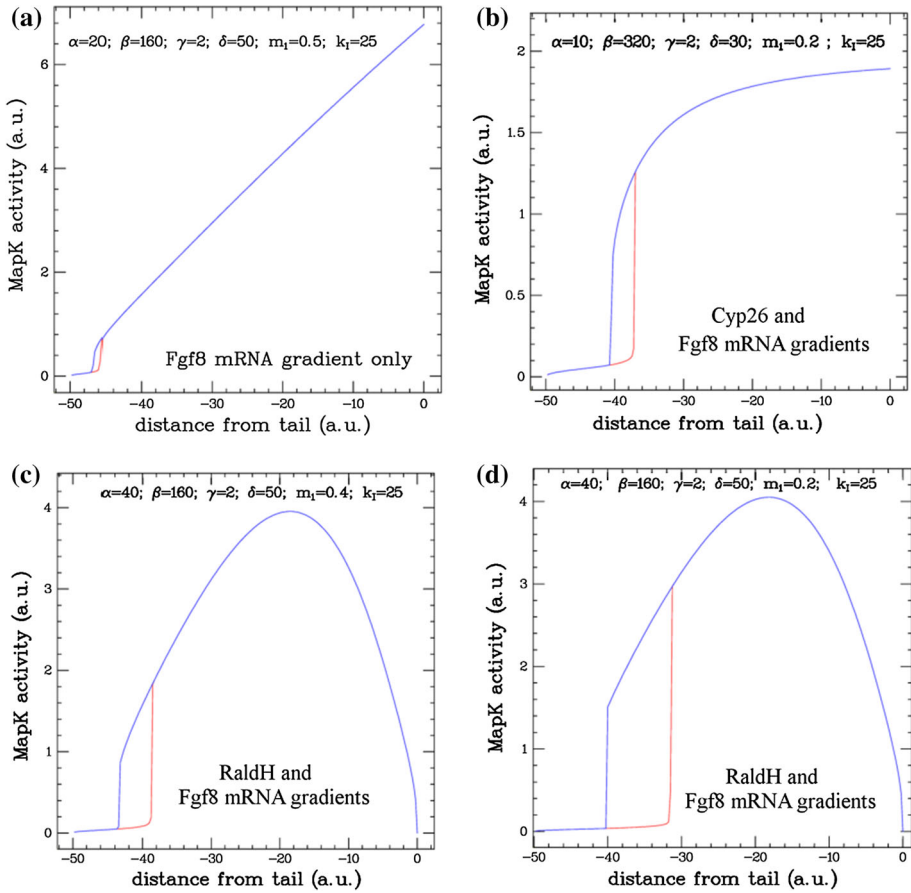 (a)
α=20; β=160; γ=2; δ=50; m₁=0.5; k_I=25
MapK activity (a.u.)
6
4
2
0
Fgf8 mRNA gradient only
−50 −40 −30 −20 −10 0
distance from tail (a.u.)
(b)
α=10; β=320; γ=2; δ=30; m₁=0.2 ; k_I=25
MapK activity (a.u.)
2
1.5
1
0.5
0
Cyp26 and
Fgf8 mRNA gradients
−50 −40 −30 −20 −10 0
distance from tail (a.u.)
(c)
α=40; β=160; γ=2; δ=50; m₁=0.4; k_I=25
MapK activity (a.u.)
4
3
2
1
0
RaldH and
Fgf8 mRNA gradients
−50 −40 −30 −20 −10 0
distance from tail (a.u.)
(d)
α=40; β=160; γ=2; δ=50; m₁=0.2; k_I=25
MapK activity (a.u.)
4
3
2
1
0
RaldH and
Fgf8 mRNA gradients
−50 −40 −30 −20 −10 0
distance from tail (a.u.)